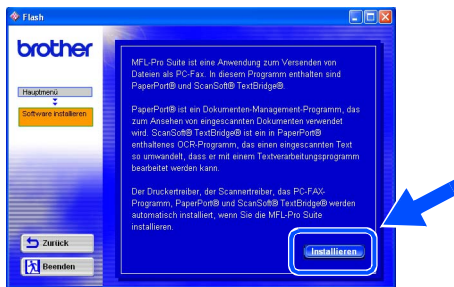 Flash
brother
Hauptmenü
Software installieren
MFL-Pro Suite ist eine Anwendung zum Versenden von
Dateien als PC-Fax. In diesem Programm enthalten sind
PaperPort® und ScanSoft® TextBridge®.
PaperPort® ist ein Dokumenten-Management-Programm, das
zum Ansehen von eingescannten Dokumenten verwendet
wird. ScanSoft® TextBridge® ist ein in PaperPort®
enthaltenes OCR-Programm, das einen eingescannten Text
so umwandelt, dass er mit einem Textverarbeitungsprogramm
bearbeitet werden kann.
Der Druckertreiber, der Scannertreiber, das PC-FAX-
Programm, PaperPort® und ScanSoft® TextBridge® werden
automatisch installiert, wenn Sie die MFL-Pro Suite
installieren.
Zurück
Beenden
Installieren